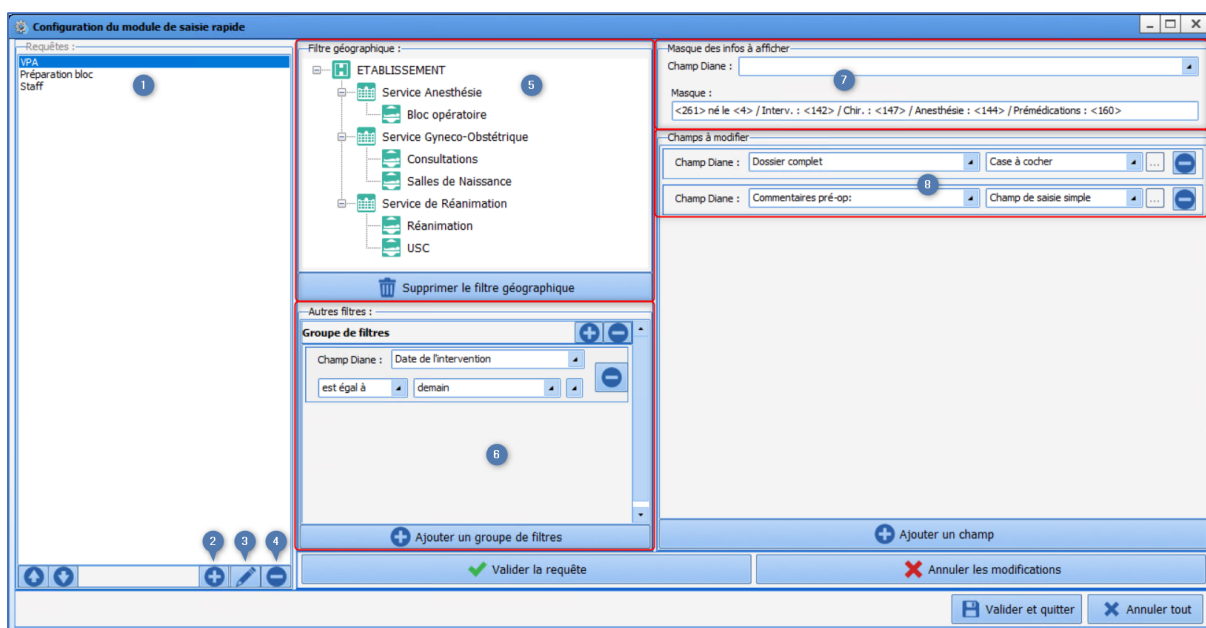 Configuration du module de saisie rapide
Requêtes :
VPA
Préparation bloc
Staff
1
2
3
4
Filtre géographique :
ETABLISSEMENT
Service Anesthésie
5
Bloc opératoire
Service Gyneco-Obstétrique
Consultations
Salles de Naissance
Service de Réanimation
Réanimation
USC
Supprimer le filtre géographique
Autres filtres :
Groupe de filtres
Champ Diane : Date de l'intervention
est égal à demain
6
Ajouter un groupe de filtres
Masque des infos à afficher
Champ Diane :
7
Masque :
<261> né le <4> / Interv. : <142> / Chir. : <147> / Anesthésie : <144> / Prémédications : <160>
Champs à modifier
Champ Diane : Dossier complet Case à cocher ...
8
Champ Diane : Commentaires pré-op: Champ de saisie simple ...
Ajouter un champ
Valider la requête
Annuler les modifications
Valider et quitter
Annuler tout